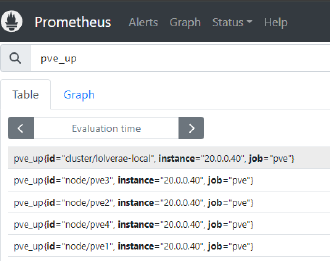 Prometheus Alerts Graph Status Help
pve_up
Table Graph
Evaluation time
pve_up{id="cluster/lolverae-local", instance="20.0.0.40", job="pve"}
pve_up{id="node/pve3", instance="20.0.0.40", job="pve"}
pve_up{id="node/pve2", instance="20.0.0.40", job="pve"}
pve_up{id="node/pve4", instance="20.0.0.40", job="pve"}
pve_up{id="node/pve1", instance="20.0.0.40", job="pve"}